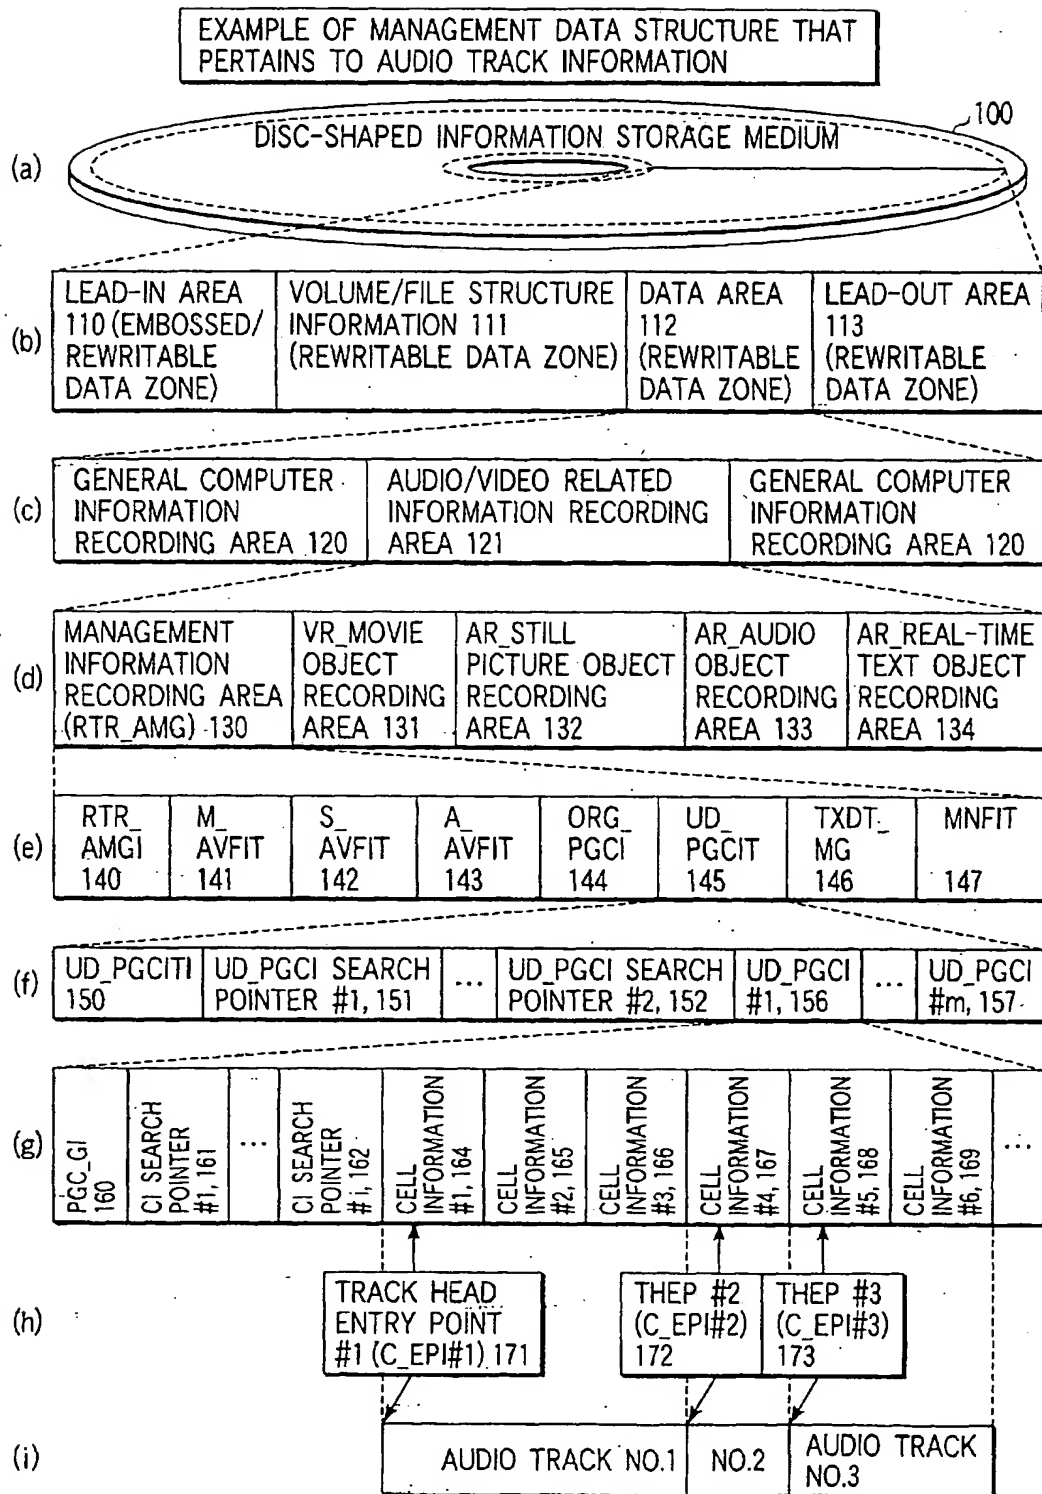 EXAMPLE OF MANAGEMENT DATA STRUCTURE THAT
PERTAINS TO AUDIO TRACK INFORMATION
100
(a)
DISC-SHAPED INFORMATION STORAGE MEDIUM
(b)
LEAD-IN AREA
110 (EMBOSSED/
REWRITABLE
DATA ZONE)
VOLUME/FILE STRUCTURE
INFORMATION 111
(REWRITABLE DATA ZONE)
DATA AREA
112
(REWRITABLE
DATA ZONE)
LEAD-OUT AREA
113
(REWRITABLE
DATA ZONE)
(c)
GENERAL COMPUTER
INFORMATION
RECORDING AREA 120
AUDIO/VIDEO RELATED
INFORMATION RECORDING
AREA 121
GENERAL COMPUTER
INFORMATION
RECORDING AREA 120
(d)
MANAGEMENT
INFORMATION
RECORDING AREA
(RTR_AMG) 130
VR_MOVIE
OBJECT
RECORDING
AREA 131
AR_STILL
PICTURE OBJECT
RECORDING
AREA 132
AR_AUDIO
OBJECT
RECORDING
AREA 133
AR_REAL-TIME
TEXT OBJECT
RECORDING
AREA 134
(e)
RTR_
AMGI
140
M_
AVFIT
141
S_
AVFIT
142
A_
AVFIT
143
ORG_
PGCI
144
UD_
PGCIT
145
TXDT_
MG
146
MNFIT
147
(f)
UD_PGCITI
150
UD_PGCI SEARCH
POINTER #1, 151
...
UD_PGCI SEARCH
POINTER #2, 152
UD_PGCI
#1, 156
...
UD_PGCI
#m, 157
(g)
PGC_GI
160
CI SEARCH
POINTER
#1, 161
...
CI SEARCH
POINTER
#i, 162
CELL
INFORMATION
#1, 164
CELL
INFORMATION
#2, 165
CELL
INFORMATION
#3, 166
CELL
INFORMATION
#4, 167
CELL
INFORMATION
#5, 168
CELL
INFORMATION
#6, 169
...
(h)
TRACK HEAD
ENTRY POINT
#1 (C_EPI#1) 171
THEP #2
(C_EPI#2)
172
THEP #3
(C_EPI#3)
173
(i)
AUDIO TRACK NO.1
NO.2
AUDIO TRACK
NO.3